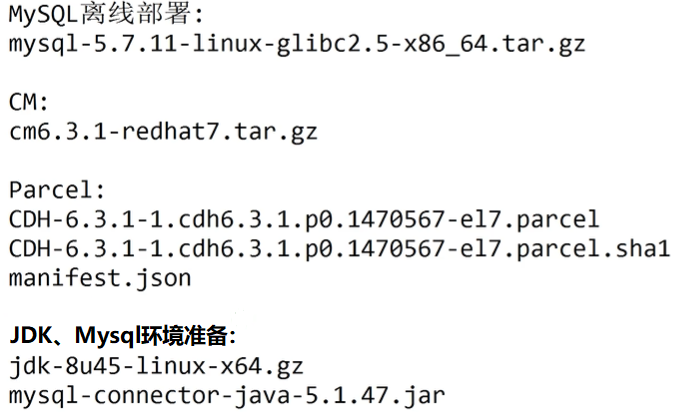 MySQL离线部署:
mysql-5.7.11-linux-glibc2.5-x86_64.tar.gz
CM:
cm6.3.1-redhat7.tar.gz
Parcel:
CDH-6.3.1-1.cdh6.3.1.p0.1470567-el7.parcel
CDH-6.3.1-1.cdh6.3.1.p0.1470567-el7.parcel.sha1
manifest.json
JDK、Mysql环境准备：
jdk-8u45-linux-x64.gz
mysql-connector-java-5.1.47.jar